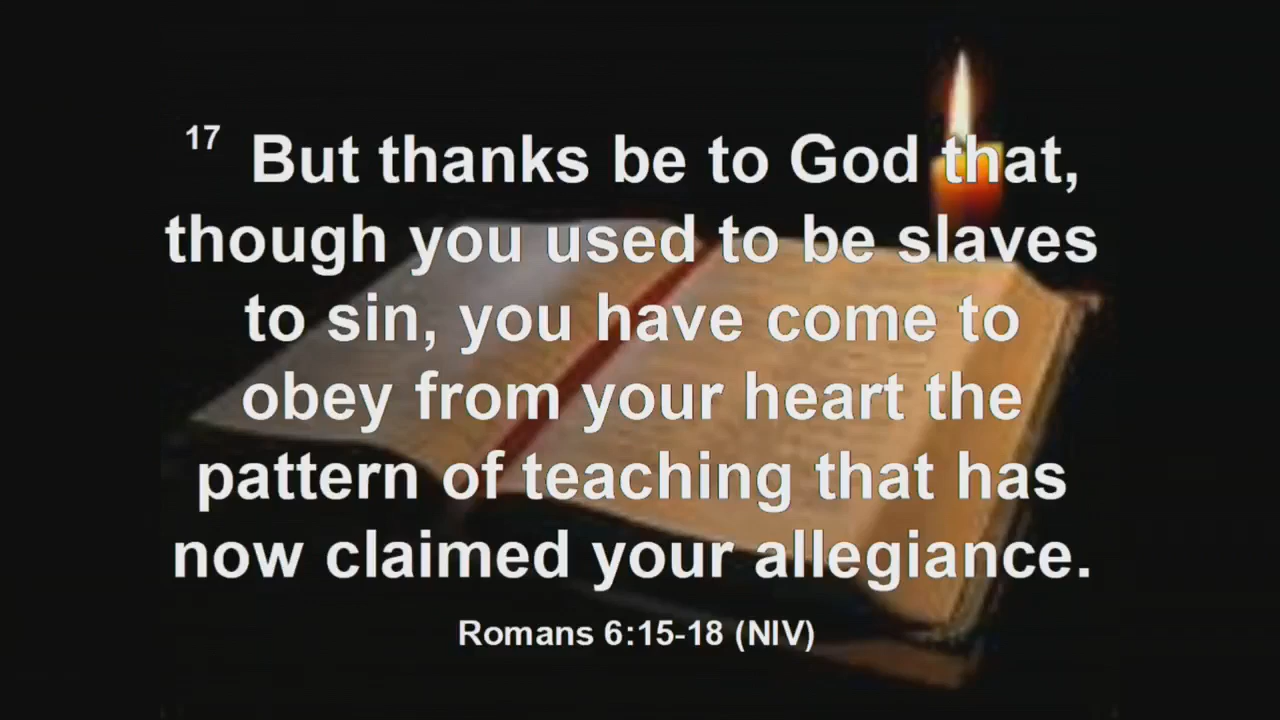 17 But thanks be to God that,
though you used to be slaves
to sin, you have come to
obey from your heart the
pattern of teaching that has
now claimed your allegiance.
Romans 6:15-18 (NIV)